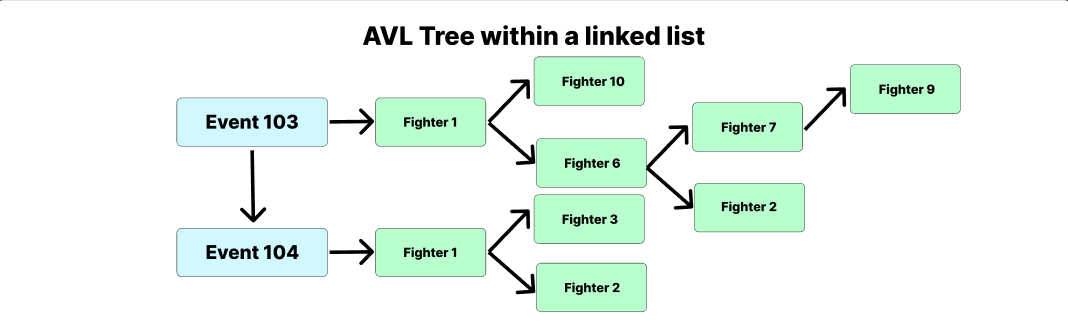 AVL Tree within a linked list
Event 103
Fighter 1
Fighter 10
Fighter 6
Fighter 7
Fighter 9
Fighter 2
Event 104
Fighter 1
Fighter 3
Fighter 2